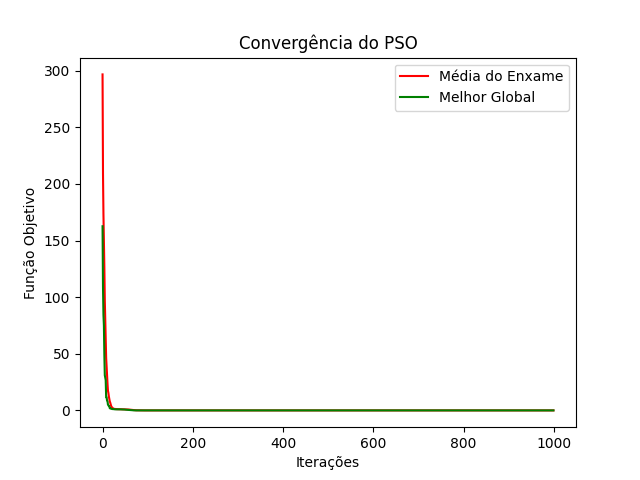 Convergência do PSO
Média do Enxame
Melhor Global
Função Objetivo
300
250
200
150
100
50
0
0 200 400 600 800 1000
Iterações